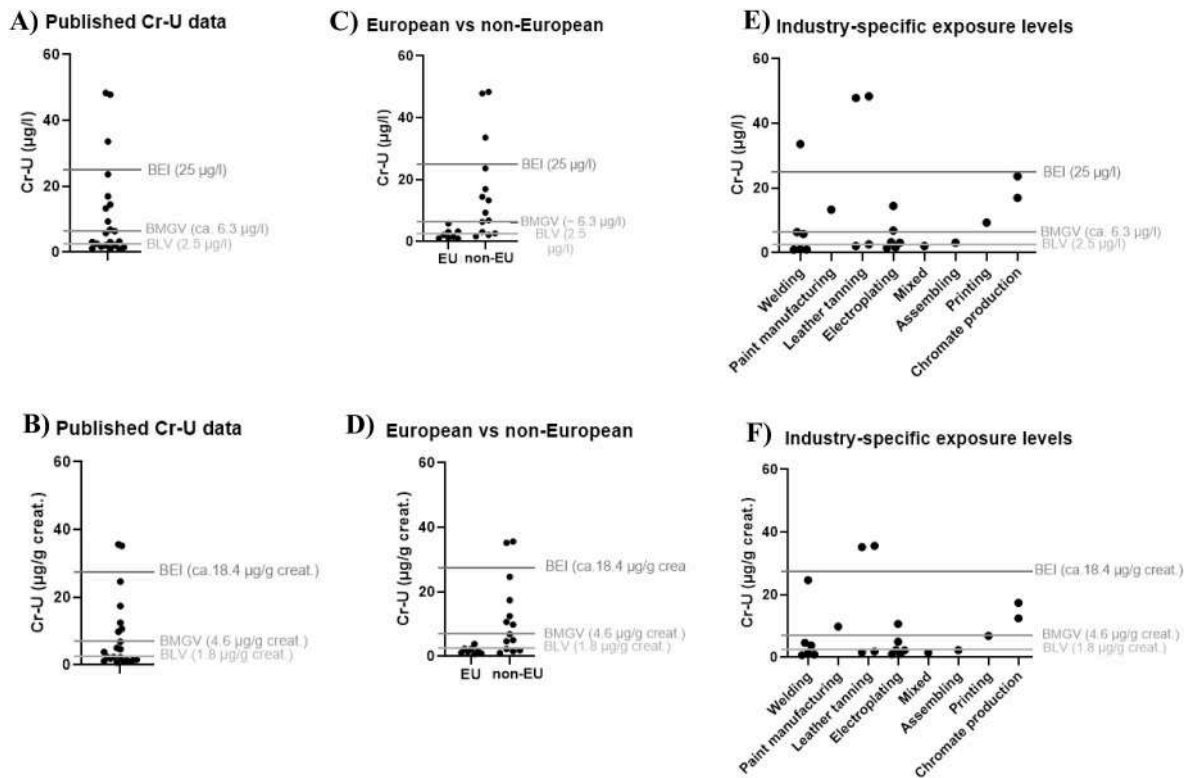 A) Published Cr-U data
Cr-U (µg/l)
60
40
20
0
BEI (25 µg/l)
BMGV (ca. 6.3 µg/l)
BLV (2.5 µg/l)
C) European vs non-European
Cr-U (µg/l)
60
40
20
0
BEI (25 µg/l)
BMGV (~ 6.3 µg/l)
BLV (2.5
µg/l)
EU non-EU
E) Industry-specific exposure levels
Cr-U (µg/l)
60
40
20
0
BEI (25 µg/l)
BMGV (ca. 6.3 µg/l)
BLV (2.5 µg/l)
Welding
Paint manufacturing
Leather tanning
Electroplating
Mixed
Assembling
Printing
Chromate production
B) Published Cr-U data
Cr-U (µg/g creat.)
60
40
20
0
BEI (ca.18.4 µg/g creat.)
BMGV (4.6 µg/g creat.)
BLV (1.8 µg/g creat.)
D) European vs non-European
Cr-U (µg/g creat.)
60
40
20
0
BEI (ca.18.4 µg/g crea
BMGV (4.6 µg/g creat.)
BLV (1.8 µg/g creat.)
EU non-EU
F) Industry-specific exposure levels
Cr-U (µg/g creat.)
60
40
20
0
BEI (ca.18.4 µg/g creat.)
BMGV (4.6 µg/g creat.)
BLV (1.8 µg/g creat.)
Welding
Paint manufacturing
Leather tanning
Electroplating
Mixed
Assembling
Printing
Chromate production